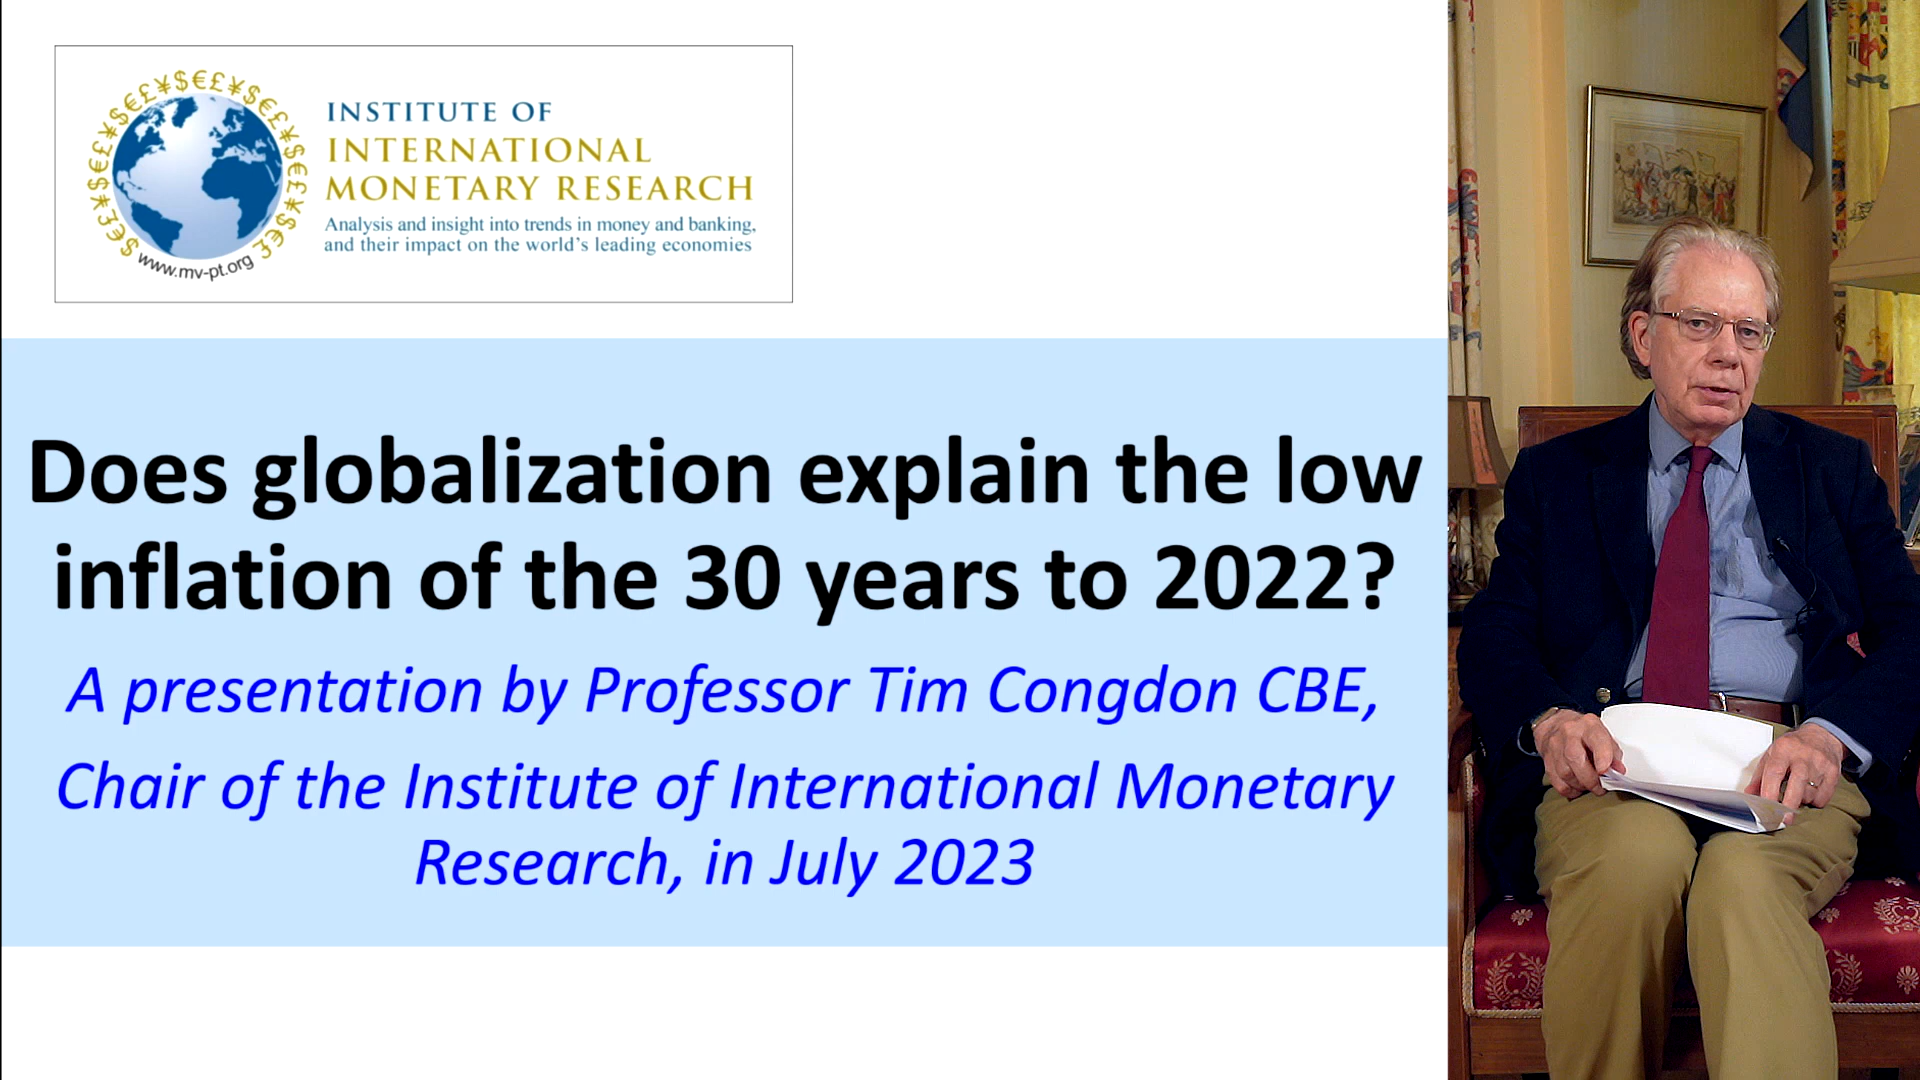 INSTITUTE OF
INTERNATIONAL
MONETARY RESEARCH
Analysis and insight into trends in money and banking,
and their impact on the world's leading economies
www.mv-pt.org
Does globalization explain the low
inflation of the 30 years to 2022?
A presentation by Professor Tim Congdon CBE,
Chair of the Institute of International Monetary
Research, in July 2023